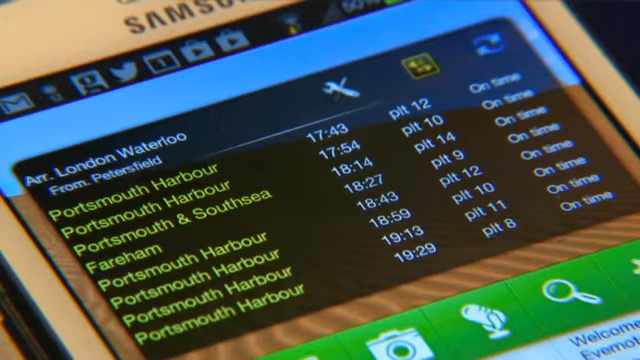 SAMSUNG
50%
Arr. London Waterloo
From. Petersfield
Portsmouth Harbour 17:43 plt 12 On time
Portsmouth Harbour 17:54 plt 10 On time
Portsmouth & Southsea 18:14 plt 14 On time
Fareham 18:27 plt 9 On time
Portsmouth Harbour 18:43 plt 12 On time
Portsmouth Harbour 18:59 plt 10 On time
Portsmouth Harbour 19:13 plt 11 On time
Portsmouth Harbour 19:29 plt 8 On time